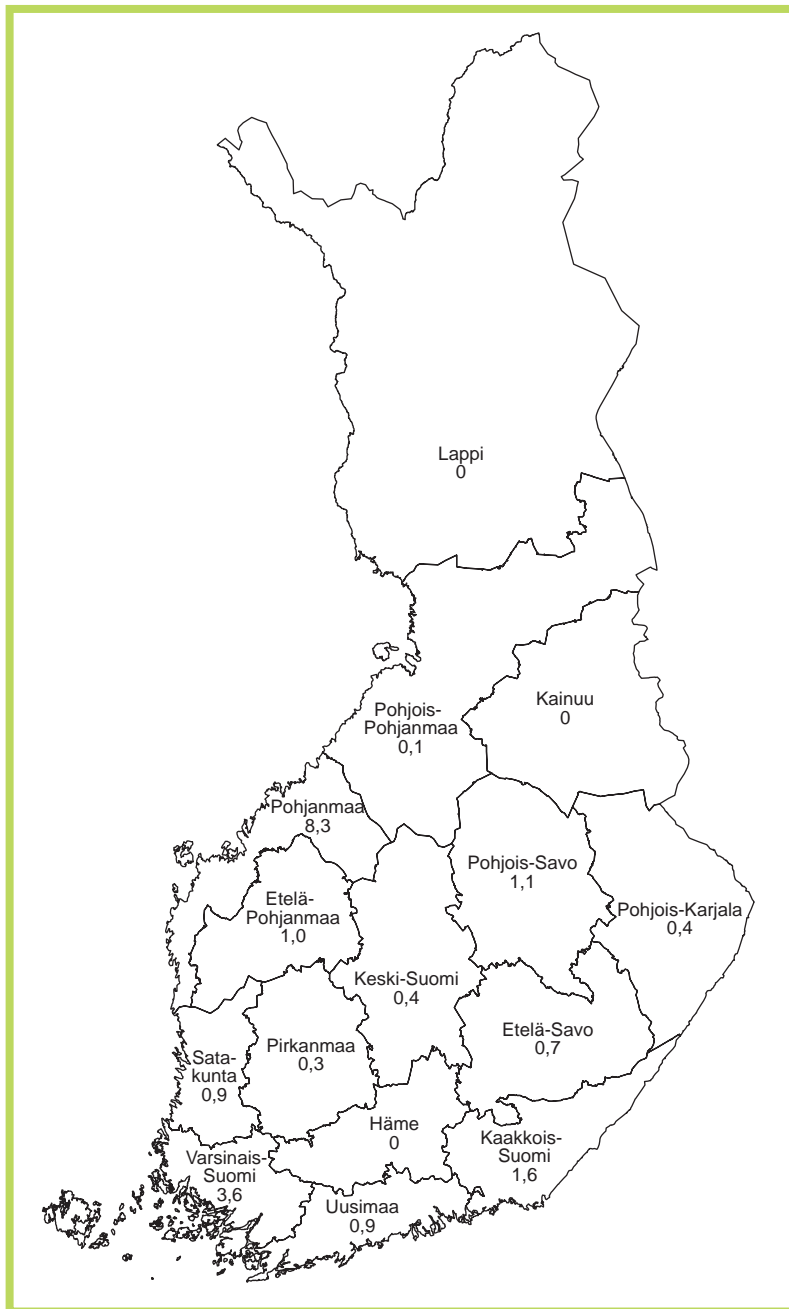 Lappi
0
Kainuu
0
Pohjois-
Pohjanmaa
0,1
Pohjanmaa
8,3
Pohjois-Savo
1,1
Etelä-
Pohjanmaa
1,0
Pohjois-Karjala
0,4
Keski-Suomi
0,4
Etelä-Savo
0,7
Pirkanmaa
0,3
Sata-
kunta
0,9
Häme
0
Kaakkois-
Suomi
1,6
Varsinais-
Suomi
3,6
Uusimaa
0,9